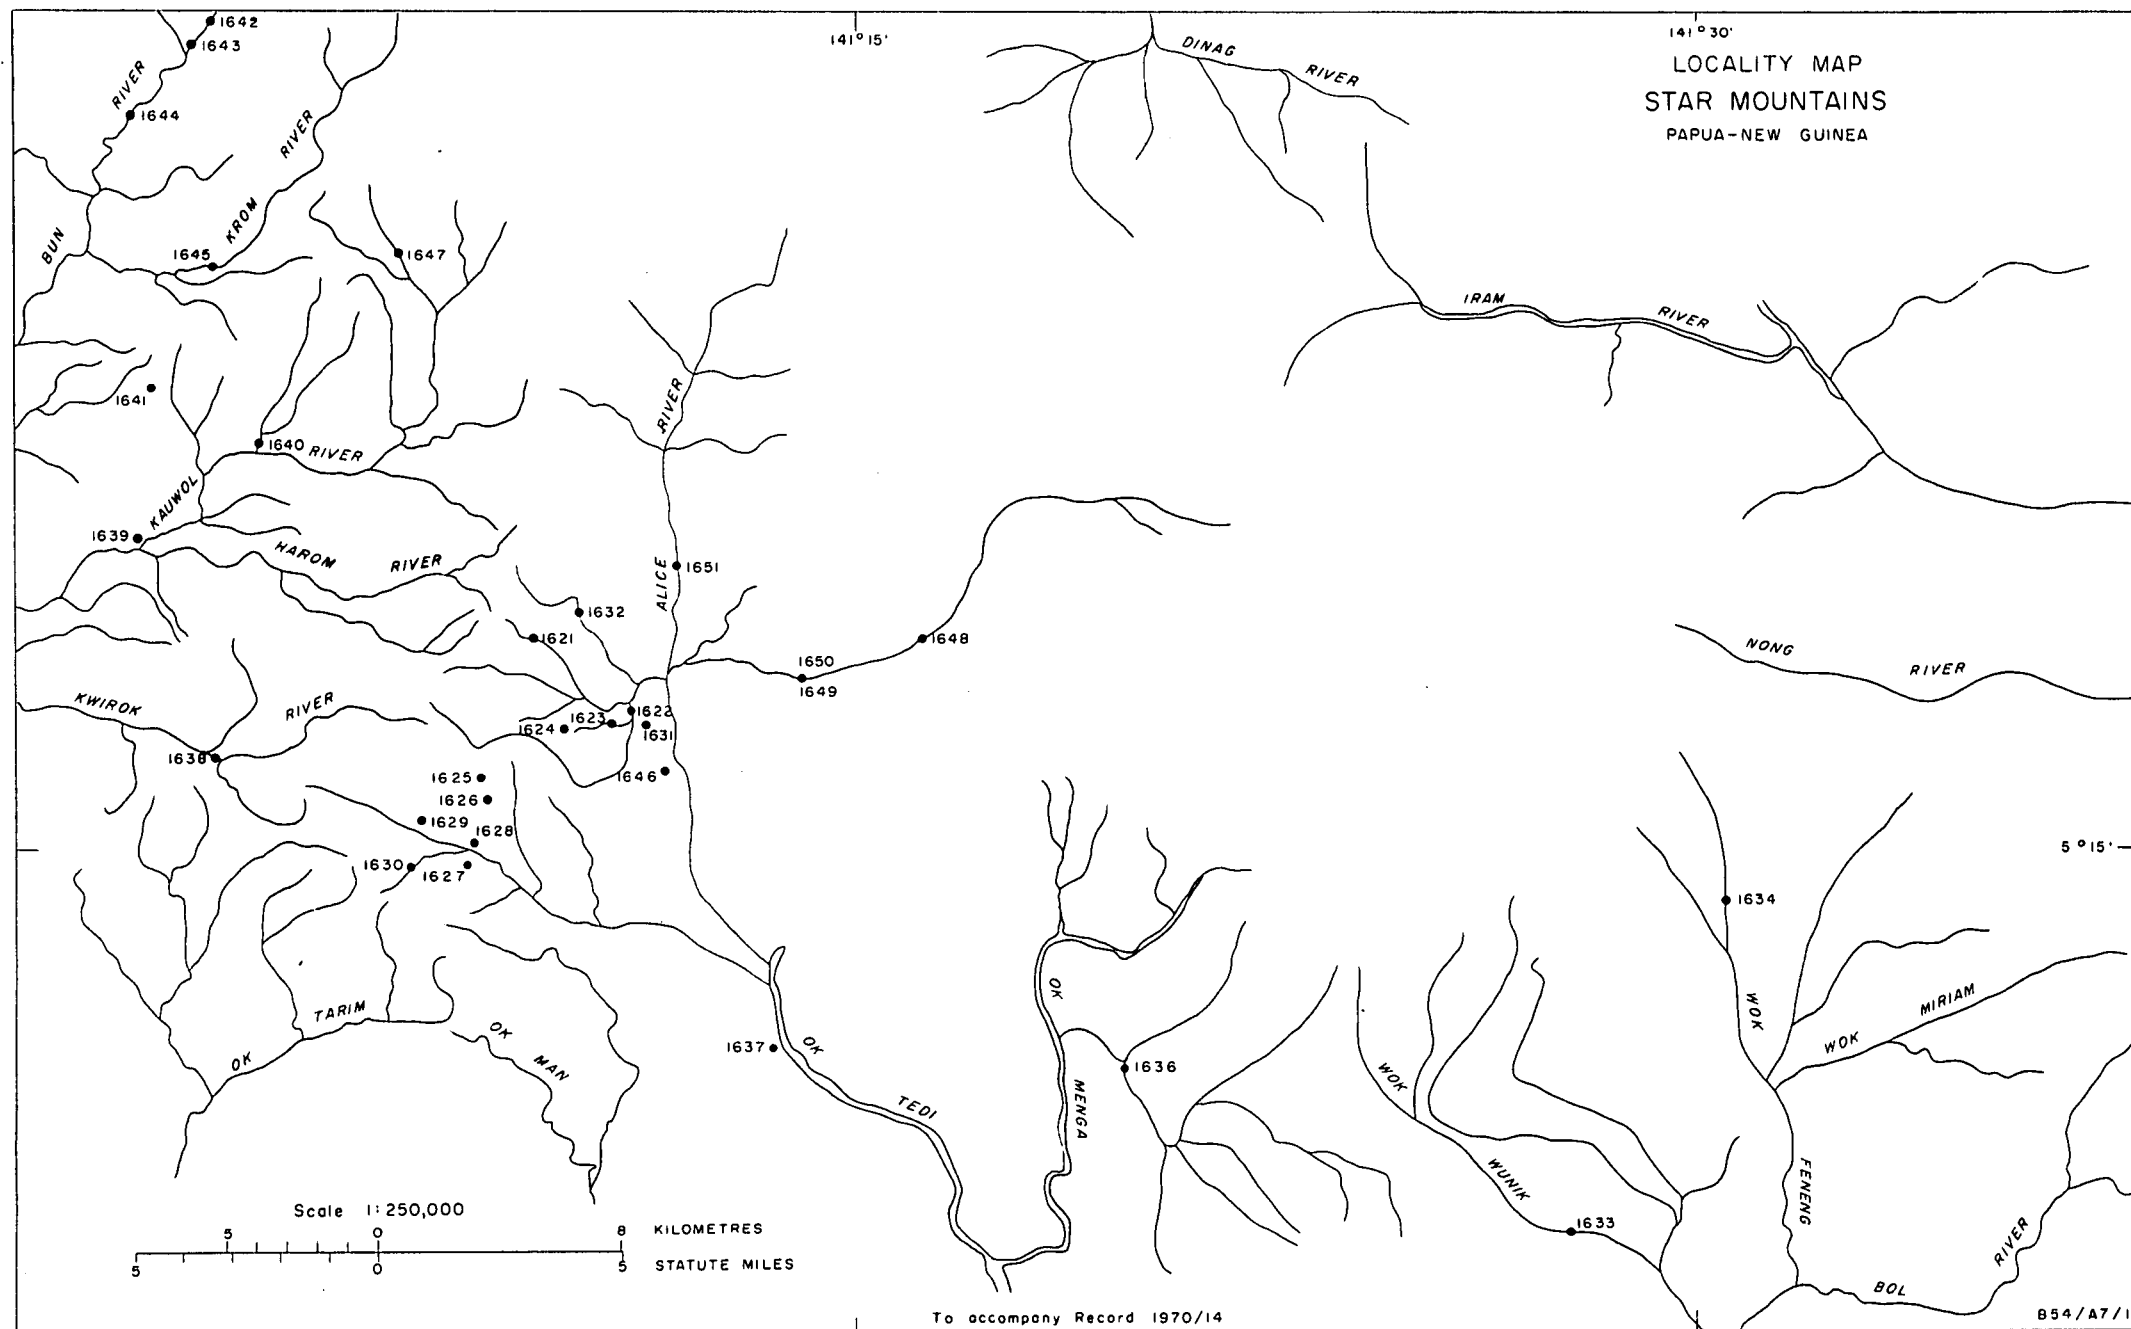 141°15'
141°30'
LOCALITY MAP
STAR MOUNTAINS
PAPUA-NEW GUINEA
DINAG RIVER
1642
1643
1644
BUN RIVER
KROM RIVER
1645
1647
IRAM RIVER
1641
1640
KAUWOL RIVER
1639
HAROM RIVER
ALICE RIVER
1651
1632
1621
1648
1650
1649
NONG RIVER
KWIROK RIVER
1622
1623
1624
1631
1638
1646
1625
1626
1629
1628
1630
1627
5°15'
1634
OK TARIM
OK MAN
1637
OK TEDI
OK MENGA
1636
WOK WUNIK
1633
WOK FENENG
WOK MIRIAM
BOL RIVER
Scale 1:250,000
5 0 8 KILOMETRES
5 0 5 STATUTE MILES
To accompany Record 1970/14
B54/A7/1